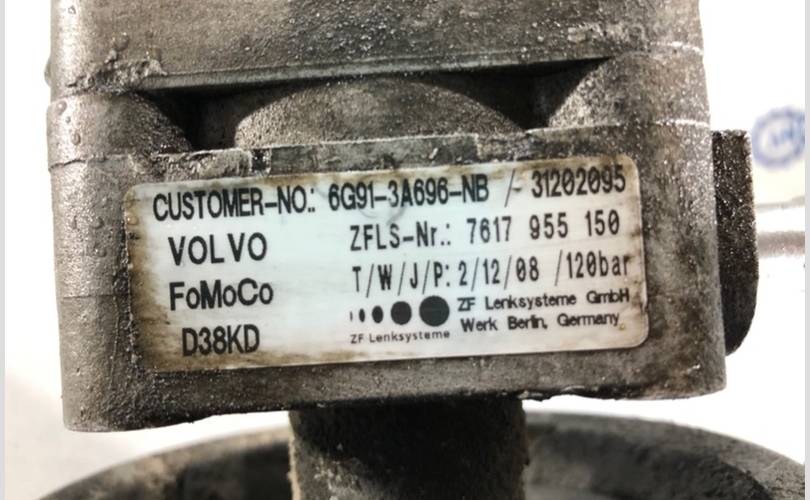 CUSTOMER-NO.: 6G91-3A696-NB / 31202095
VOLVO ZFLS-Nr.: 7617 955 150
FoMoCo T/W/J/P: 2/12/08 /120bar
D38KD ZF Lenksysteme ZF Lenksysteme GmbH
Werk Berlin, Germany